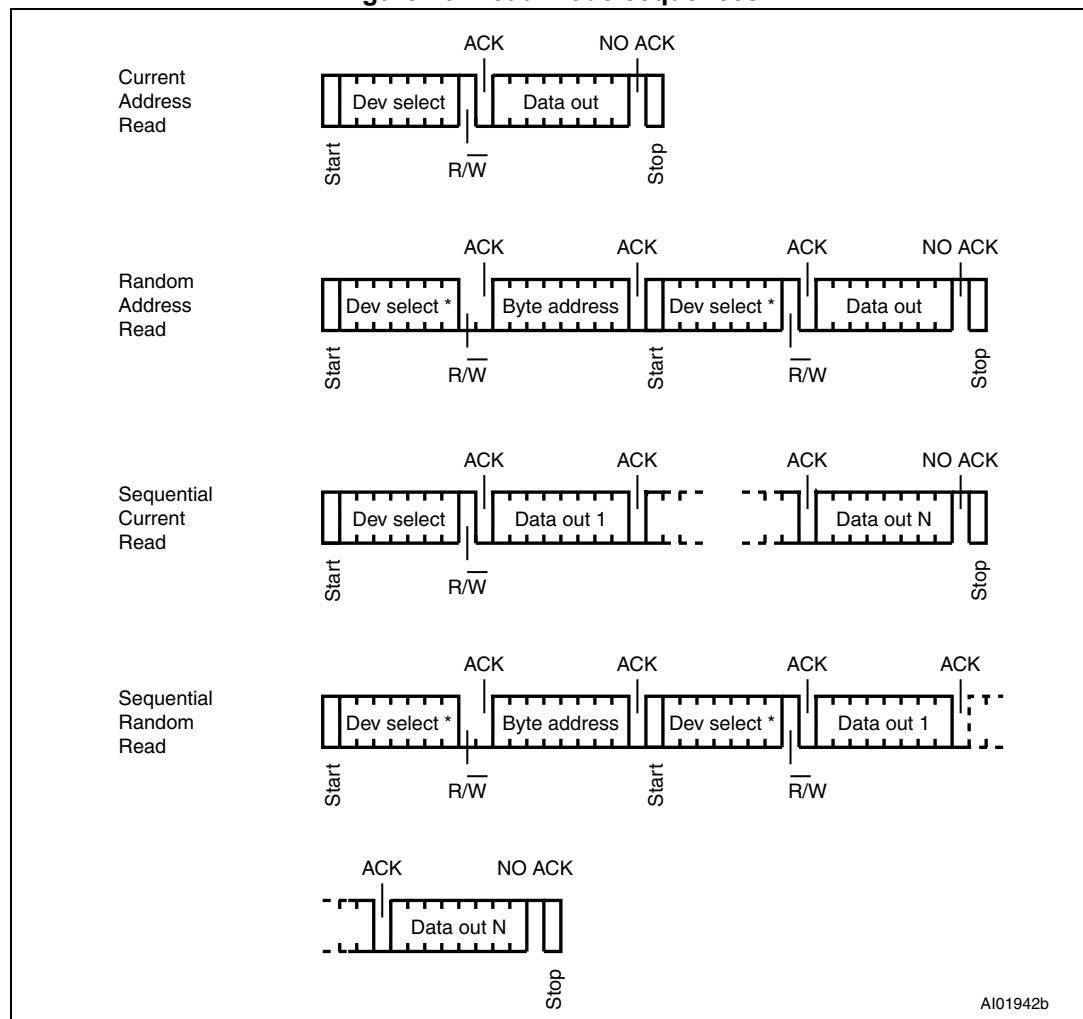 ACK NO ACK
Current
Address
Read
Dev select Data out
Start R/W̅ Stop
ACK ACK ACK NO ACK
Random
Address
Read
Dev select * Byte address Dev select * Data out
Start R/W̅ Start R̅/W Stop
ACK ACK ACK NO ACK
Sequential
Current
Read
Dev select Data out 1 Data out N
Start R/W̅ Stop
ACK ACK ACK ACK
Sequential
Random
Read
Dev select * Byte address Dev select * Data out 1
Start R/W̅ Start R̅/W
ACK NO ACK
Data out N
Stop
AI01942b